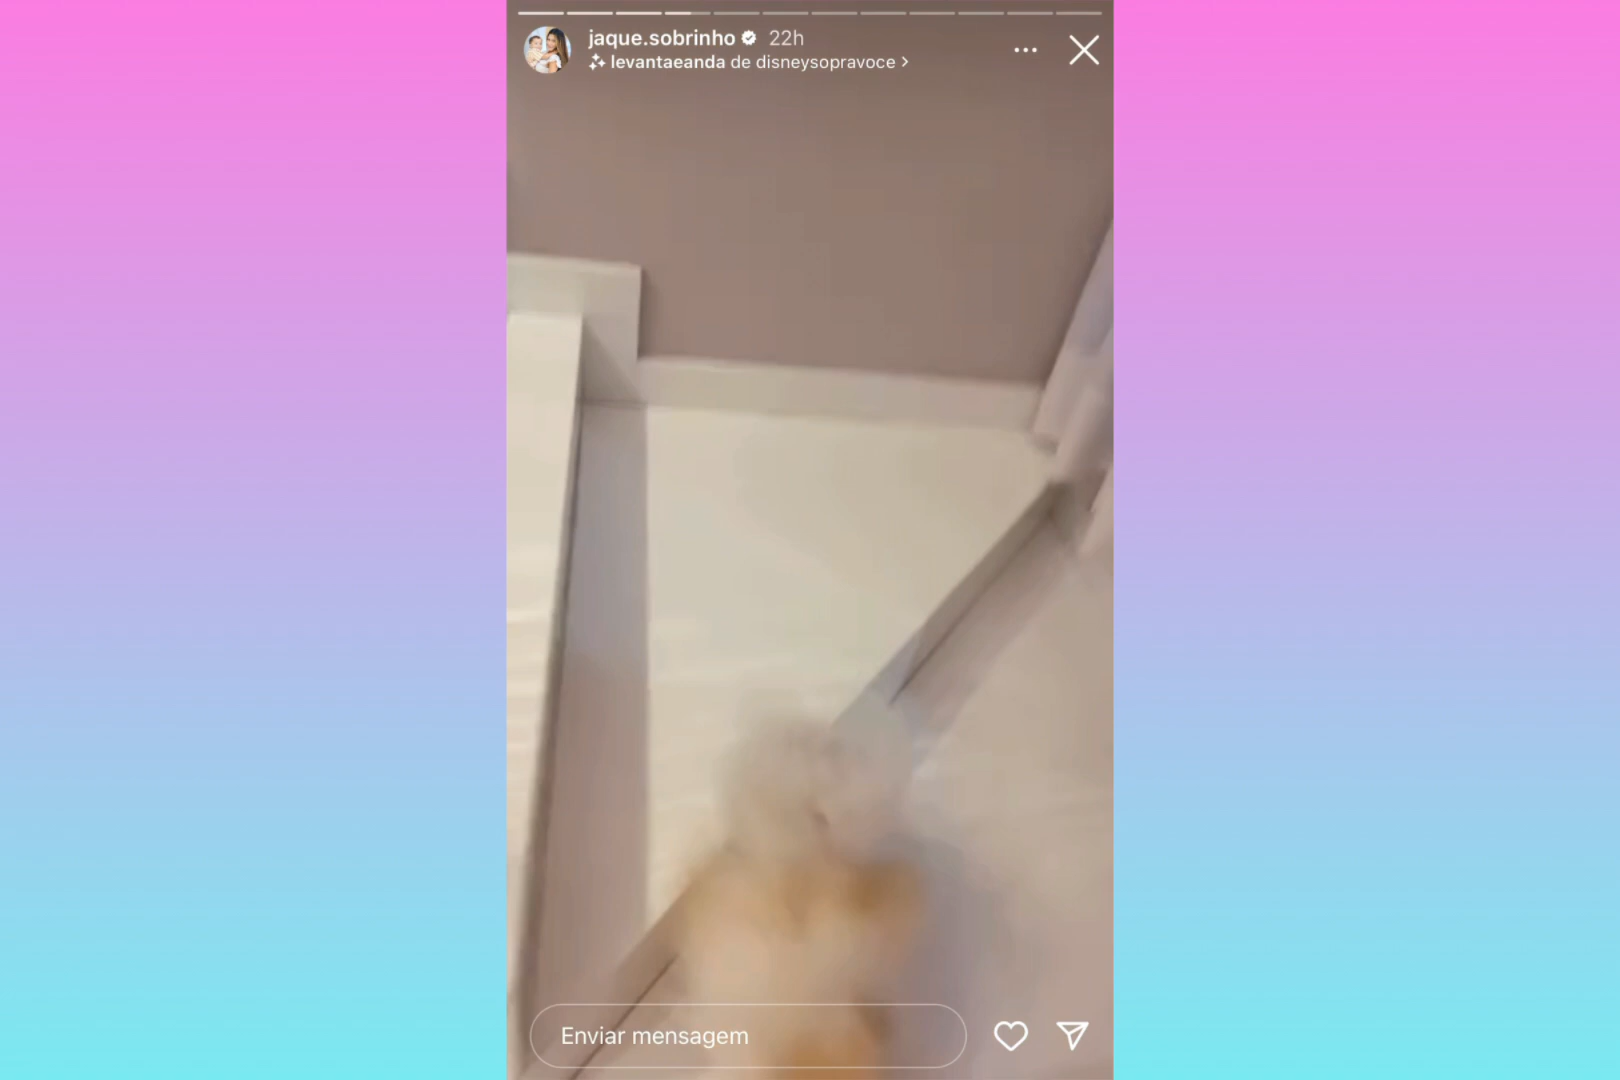 jaque.sobrinho 22h
levantaeanda de disneysopravoce >
Enviar mensagem